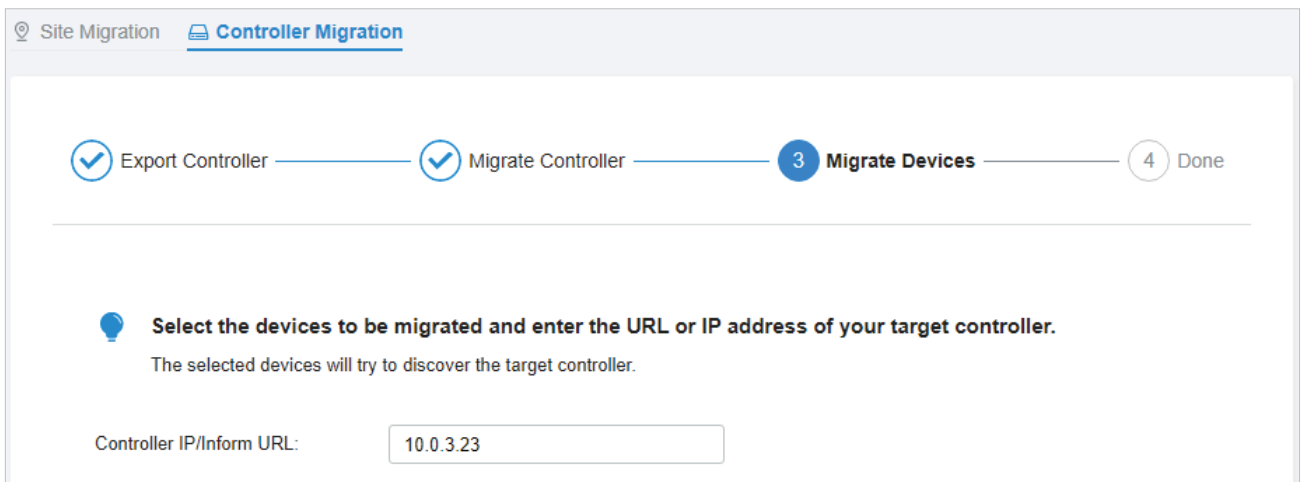 Site Migration Controller Migration
Export Controller Migrate Controller 3 Migrate Devices 4 Done
Select the devices to be migrated and enter the URL or IP address of your target controller.
The selected devices will try to discover the target controller.
Controller IP/Inform URL: 10.0.3.23